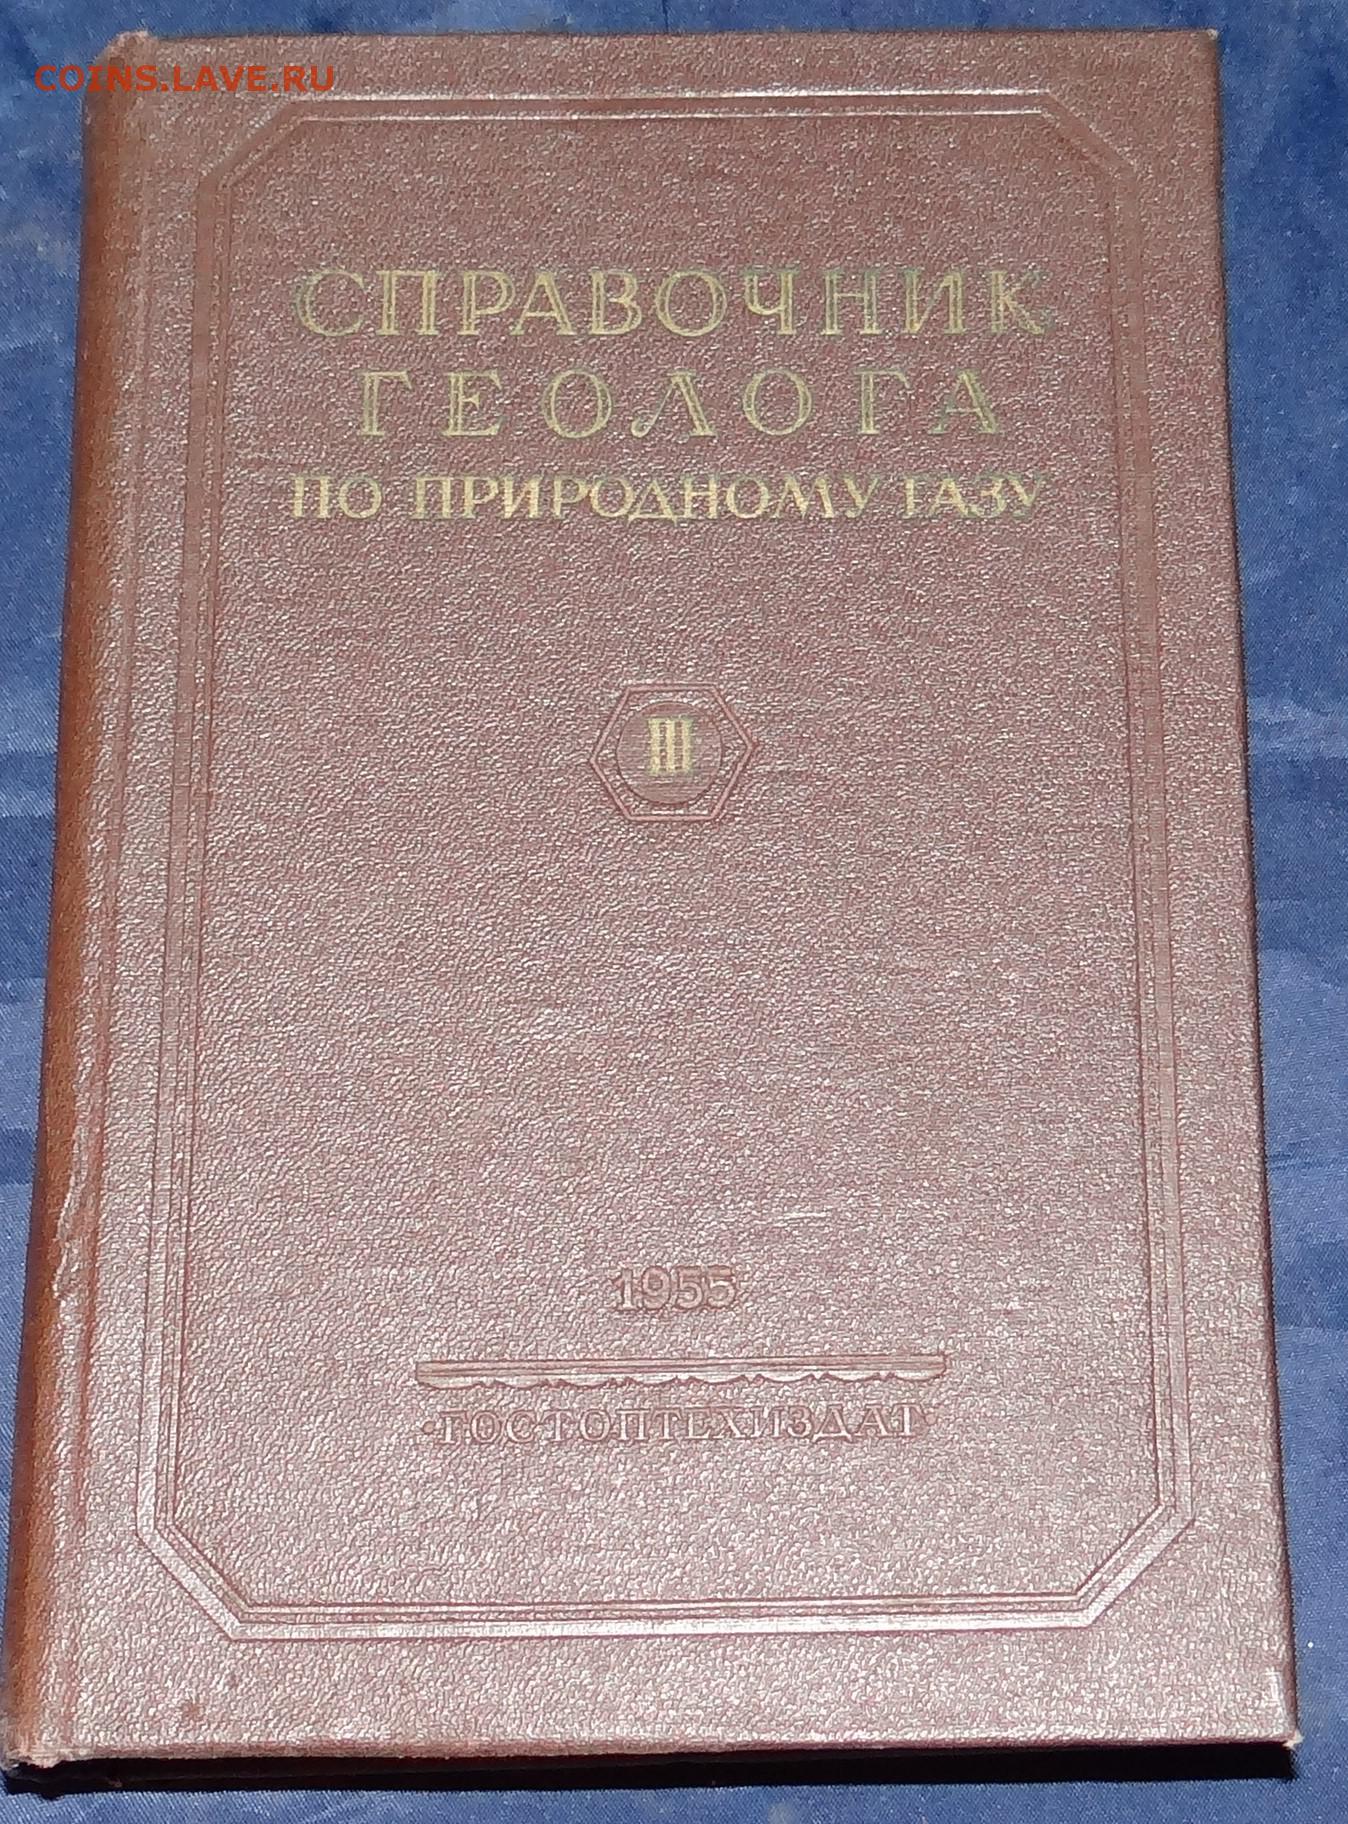 COINS.LAVE.RU
СПРАВОЧНИК
ГЕОЛОГА
ПО ПРИРОДНОМУ ГАЗУ
III
1955
·ГОСТОПТЕХИЗДАТ·